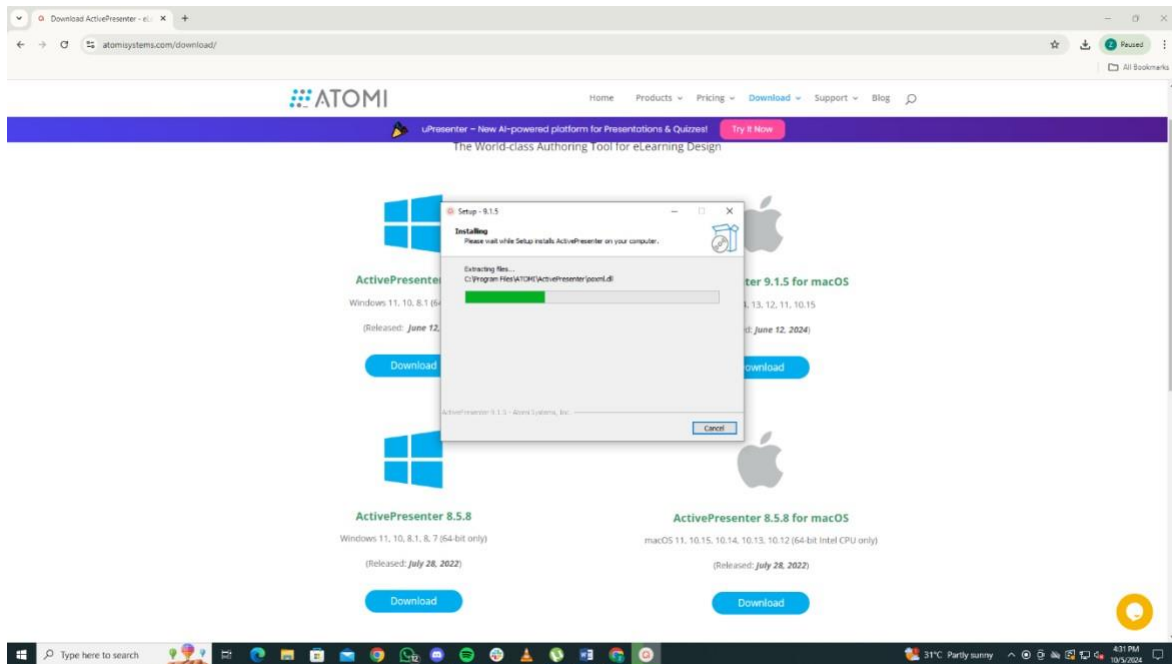 Download ActivePresenter - eL
atomisystems.com/download/
Paused
All Bookmarks
ATOMI
Home Products Pricing Download Support Blog
uPresenter – New AI-powered platform for Presentations & Quizzes! Try It Now
The World-class Authoring Tool for eLearning Design
Setup - 9.1.5
Installing
Please wait while Setup installs ActivePresenter on your computer.
Extracting files...
C:\Program Files\ATOMI\ActivePresenter\poxml.dll
ActivePresenter 9.1.5 - Atomi Systems, Inc.
Cancel
ActivePresente
Windows 11, 10, 8.1 (6
(Released: June 12,
Download
ter 9.1.5 for macOS
, 13, 12, 11, 10.15
d: June 12, 2024)
ownload
ActivePresenter 8.5.8
Windows 11, 10, 8.1, 8, 7 (64-bit only)
(Released: July 28, 2022)
Download
ActivePresenter 8.5.8 for macOS
macOS 11, 10.15, 10.14, 10.13, 10.12 (64-bit Intel CPU only)
(Released: July 28, 2022)
Download
Type here to search
31°C Partly sunny
4:31 PM
10/5/2024